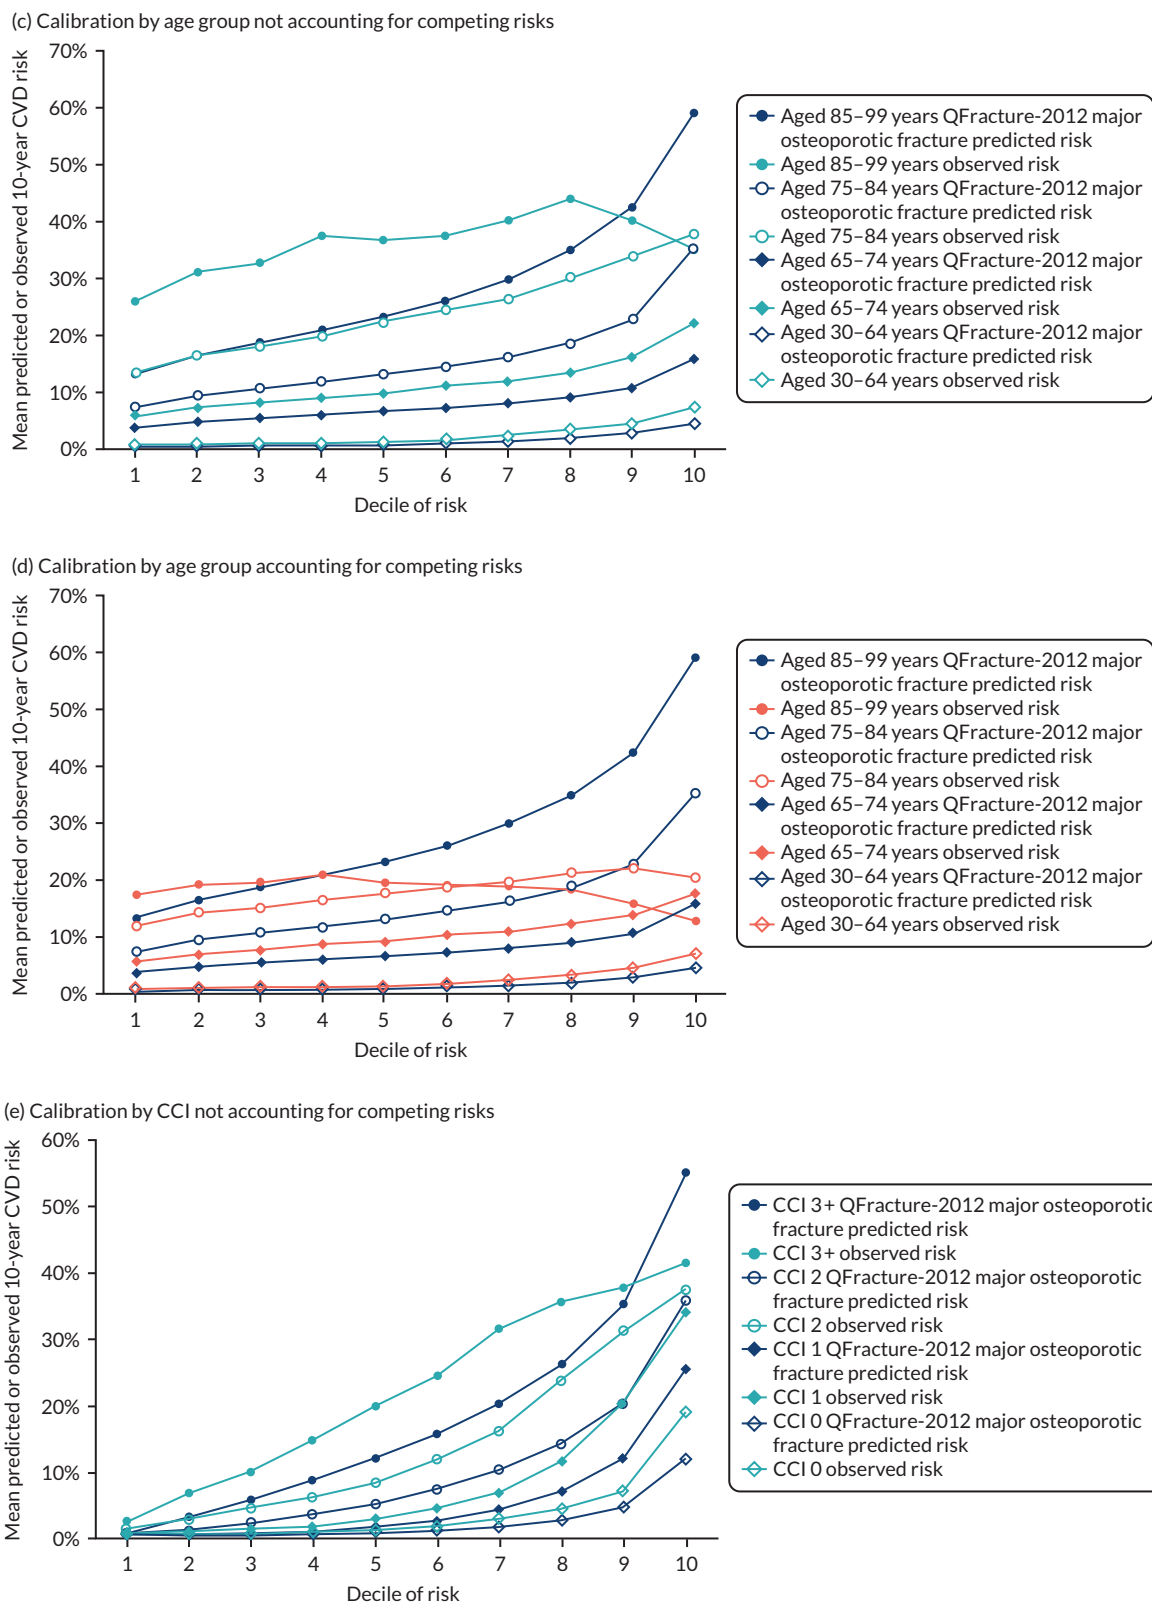 (c) Calibration by age group not accounting for competing risks
Mean predicted or observed 10-year CVD risk
70%
60%
50%
40%
30%
20%
10%
0%
1 2 3 4 5 6 7 8 9 10
Decile of risk
Aged 85–99 years QFracture-2012 major
osteoporotic fracture predicted risk
Aged 85–99 years observed risk
Aged 75–84 years QFracture-2012 major
osteoporotic fracture predicted risk
Aged 75–84 years observed risk
Aged 65–74 years QFracture-2012 major
osteoporotic fracture predicted risk
Aged 65–74 years observed risk
Aged 30–64 years QFracture-2012 major
osteoporotic fracture predicted risk
Aged 30–64 years observed risk
(d) Calibration by age group accounting for competing risks
Mean predicted or observed 10-year CVD risk
70%
60%
50%
40%
30%
20%
10%
0%
1 2 3 4 5 6 7 8 9 10
Decile of risk
Aged 85–99 years QFracture-2012 major
osteoporotic fracture predicted risk
Aged 85–99 years observed risk
Aged 75–84 years QFracture-2012 major
osteoporotic fracture predicted risk
Aged 75–84 years observed risk
Aged 65–74 years QFracture-2012 major
osteoporotic fracture predicted risk
Aged 65–74 years observed risk
Aged 30–64 years QFracture-2012 major
osteoporotic fracture predicted risk
Aged 30–64 years observed risk
(e) Calibration by CCI not accounting for competing risks
Mean predicted or observed 10-year CVD risk
60%
50%
40%
30%
20%
10%
0%
1 2 3 4 5 6 7 8 9 10
Decile of risk
CCI 3+ QFracture-2012 major osteoporotic
fracture predicted risk
CCI 3+ observed risk
CCI 2 QFracture-2012 major osteoporotic
fracture predicted risk
CCI 2 observed risk
CCI 1 QFracture-2012 major osteoporotic
fracture predicted risk
CCI 1 observed risk
CCI 0 QFracture-2012 major osteoporotic
fracture predicted risk
CCI 0 observed risk